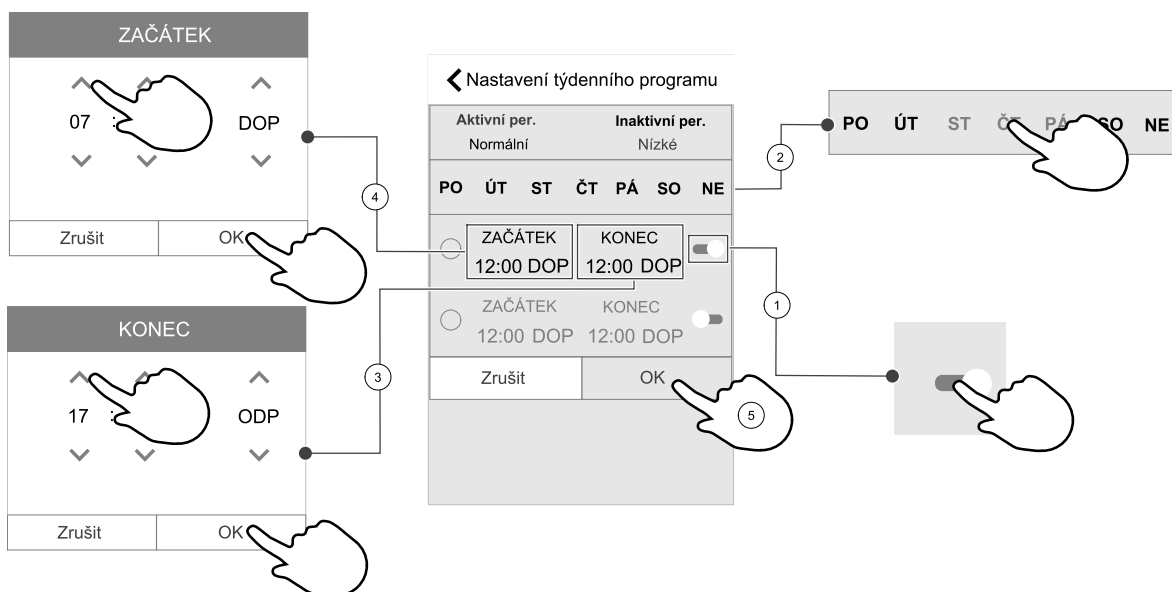 ZAČÁTEK
07 : DOP
Zrušit OK
KONEC
17 : ODP
Zrušit OK
4
3
Nastavení týdenního programu
Aktivní per. Inaktivní per.
Normální Nízké
PO ÚT ST ČT PÁ SO NE
ZAČÁTEK KONEC
12:00 DOP 12:00 DOP
ZAČÁTEK KONEC
12:00 DOP 12:00 DOP
Zrušit OK
5
2
PO ÚT ST ČT PÁ SO NE
1